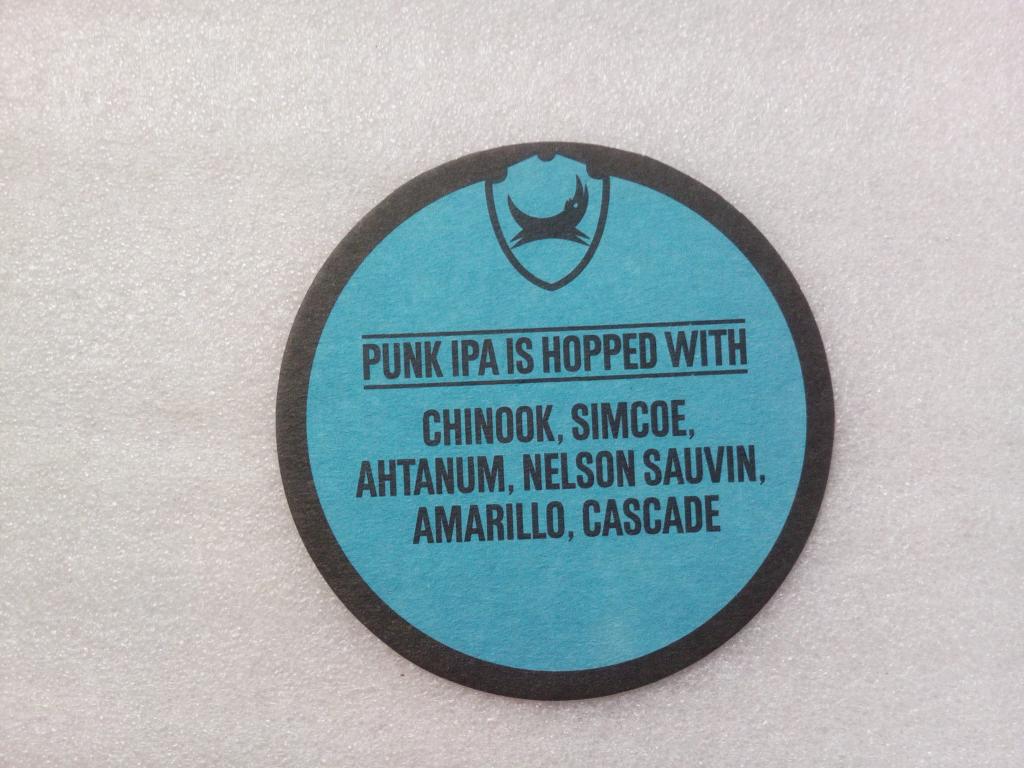 PUNK IPA IS HOPPED WITH
CHINOOK, SIMCOE,
AHTANUM, NELSON SAUVIN,
AMARILLO, CASCADE